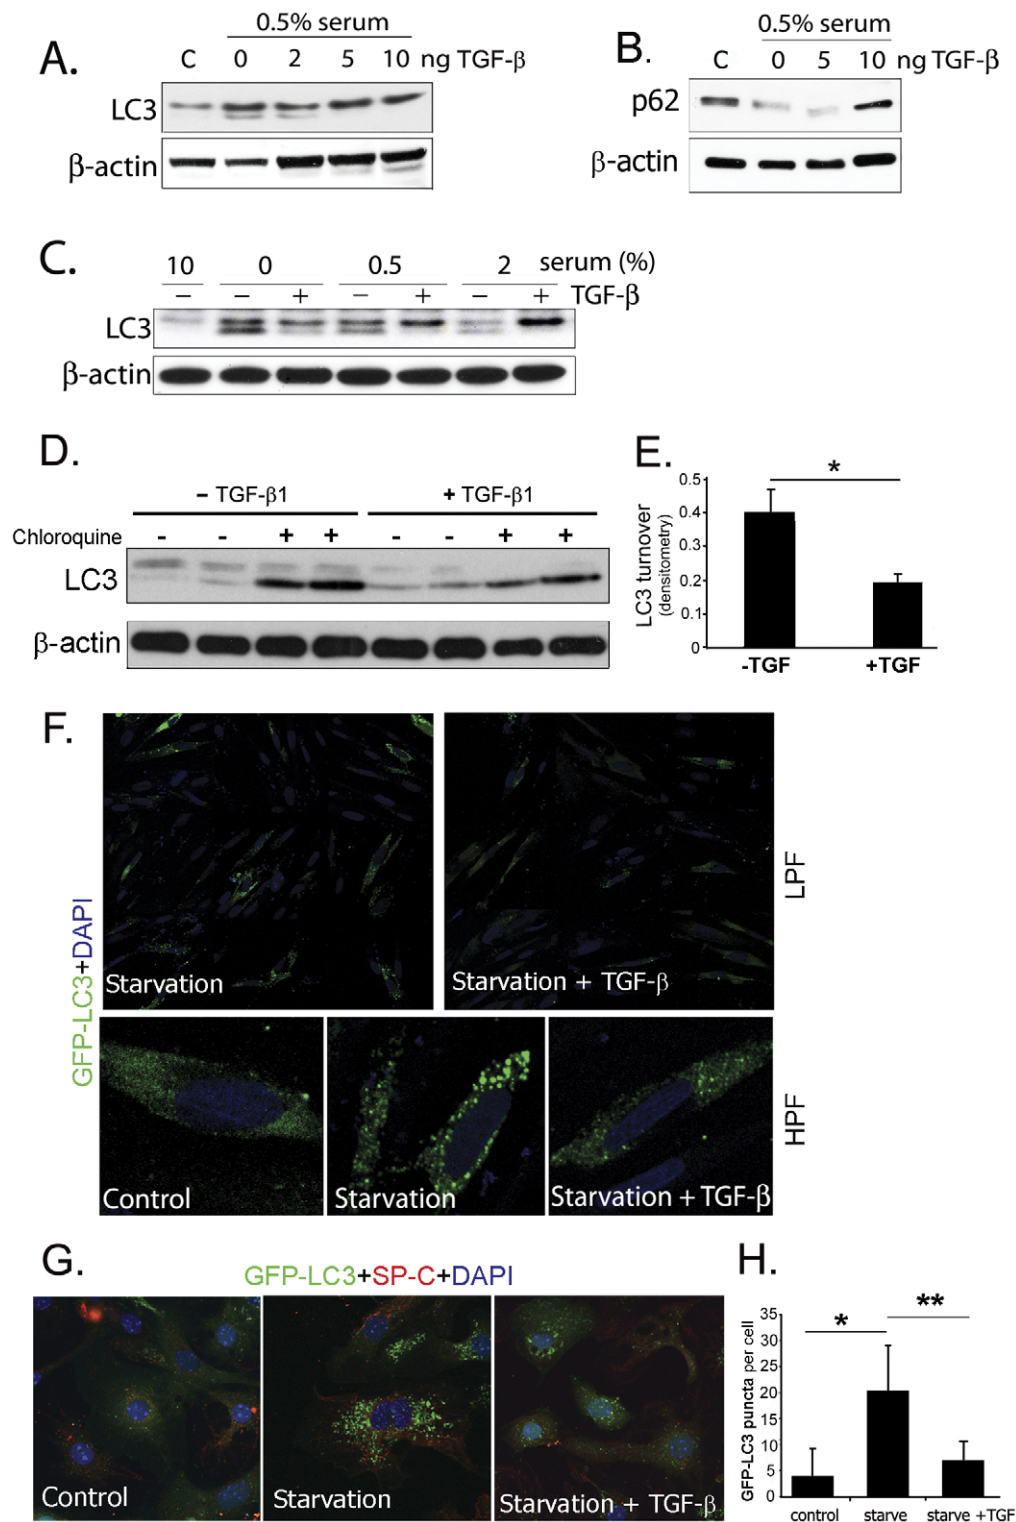 A.
0.5% serum
C 0 2 5 10 ng TGF-β
LC3
β-actin
B.
0.5% serum
C 0 5 10 ng TGF-β
p62
β-actin
C.
10 0 0.5 2 serum (%)
− − + − + − + TGF-β
LC3
β-actin
D.
− TGF-β1 + TGF-β1
Chloroquine - - + + - - + +
LC3
β-actin
E.
*
0.5
0.4
0.3
0.2
0.1
0
LC3 turnover
(densitometry)
-TGF +TGF
F.
GFP-LC3+DAPI
Starvation
Starvation + TGF-β
LPF
Control
Starvation
Starvation + TGF-β
HPF
G.
GFP-LC3+SP-C+DAPI
Control
Starvation
Starvation + TGF-β
H.
* **
35
30
25
20
15
10
5
0
GFP-LC3 puncta per cell
control starve starve +TGF